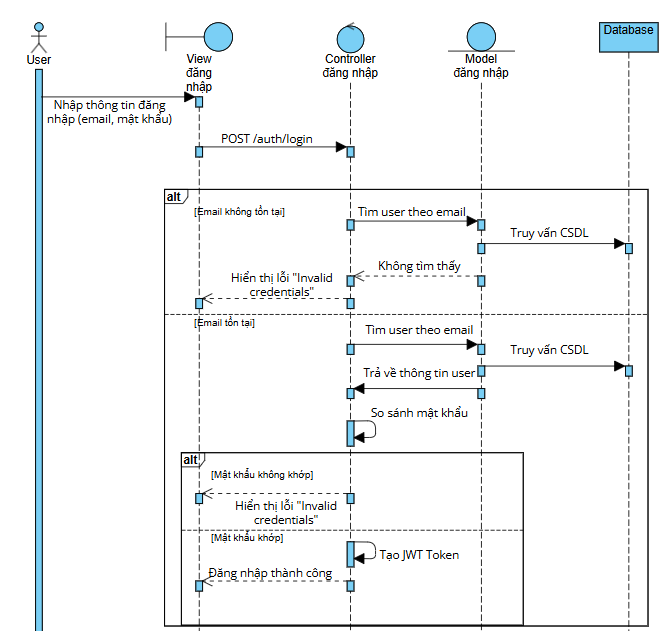 User
View
đăng
nhập
Controller
đăng nhập
Model
đăng nhập
Database
Nhập thông tin đăng
nhập (email, mật khẩu)
POST /auth/login
alt
[Email không tồn tại]
Tìm user theo email
Truy vấn CSDL
Không tìm thấy
Hiển thị lỗi "Invalid
credentials"
[Email tồn tại]
Tìm user theo email
Truy vấn CSDL
Trả về thông tin user
So sánh mật khẩu
alt
[Mật khẩu không khớp]
Hiển thị lỗi "Invalid
credentials"
[Mật khẩu khớp]
Tạo JWT Token
Đăng nhập thành công